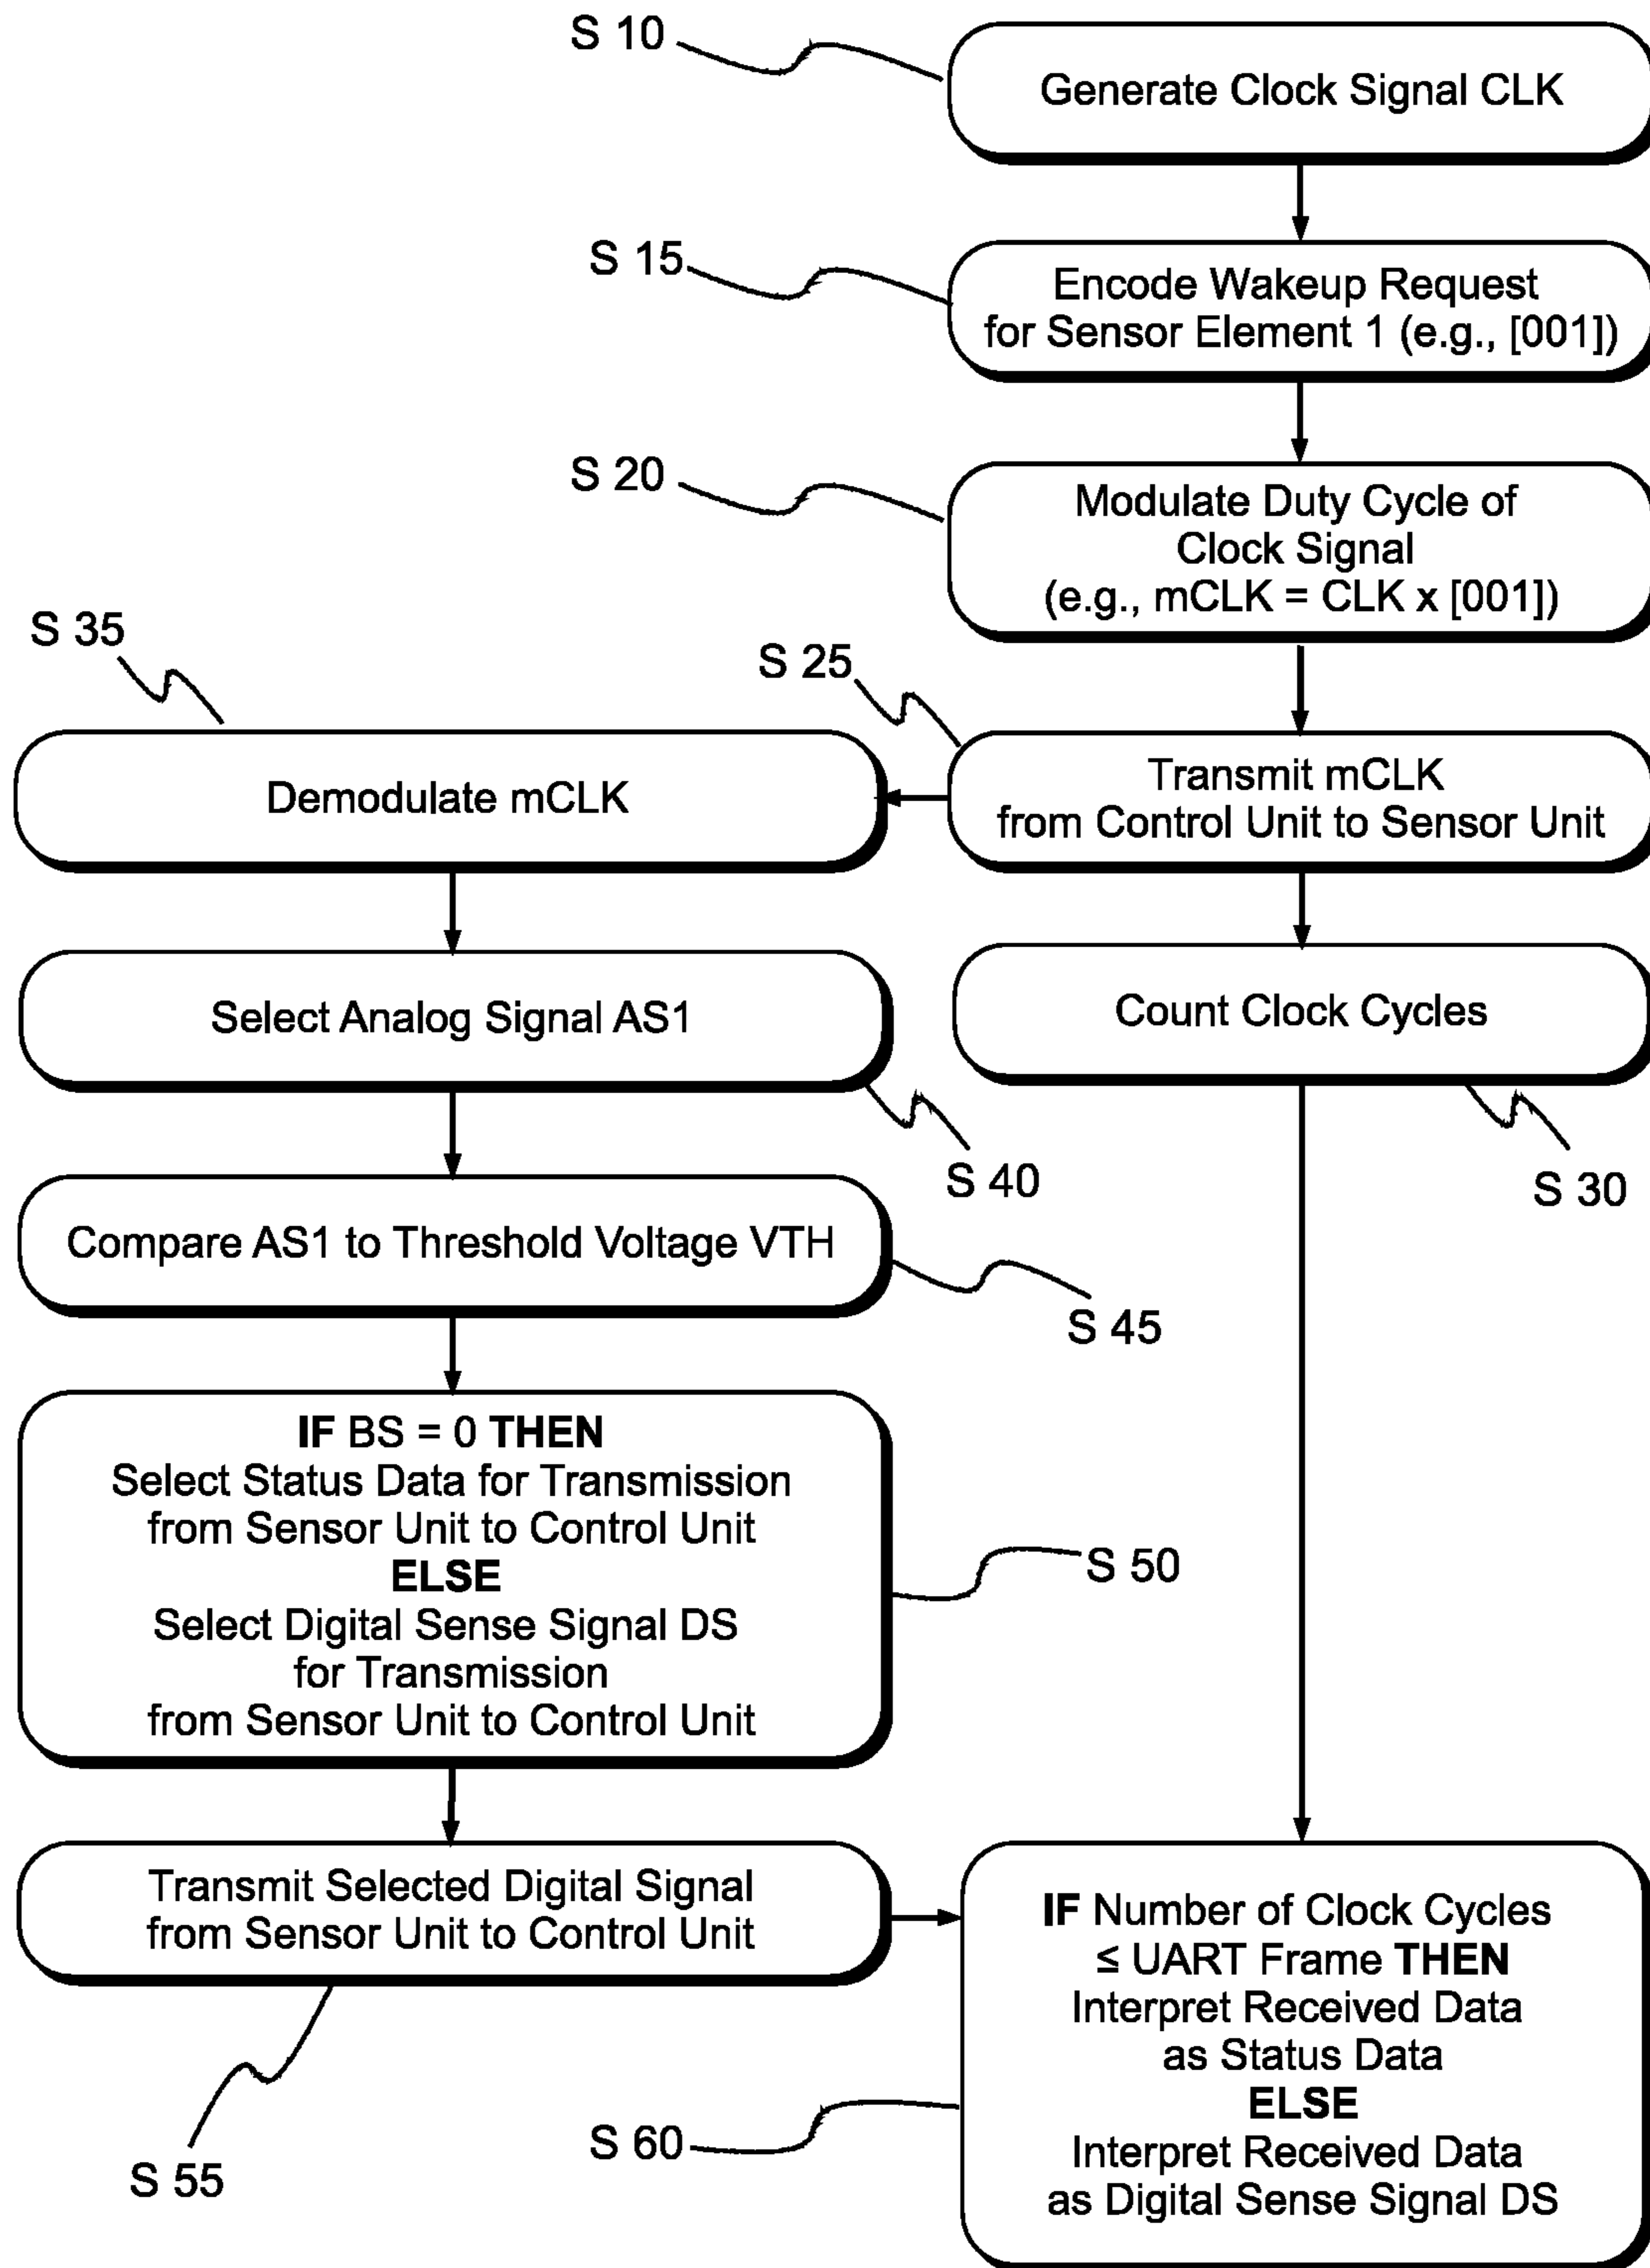 S 10
Generate Clock Signal CLK
S 15
Encode Wakeup Request
for Sensor Element 1 (e.g., [001])
S 20
Modulate Duty Cycle of
Clock Signal
(e.g., mCLK = CLK x [001])
S 35
S 25
Demodulate mCLK
Transmit mCLK
from Control Unit to Sensor Unit
Select Analog Signal AS1
Count Clock Cycles
S 40
S 30
Compare AS1 to Threshold Voltage VTH
S 45
IF BS = 0 THEN
Select Status Data for Transmission
from Sensor Unit to Control Unit
ELSE
Select Digital Sense Signal DS
for Transmission
from Sensor Unit to Control Unit
S 50
Transmit Selected Digital Signal
from Sensor Unit to Control Unit
S 55
IF Number of Clock Cycles
≤ UART Frame THEN
Interpret Received Data
as Status Data
ELSE
Interpret Received Data
as Digital Sense Signal DS
S 60